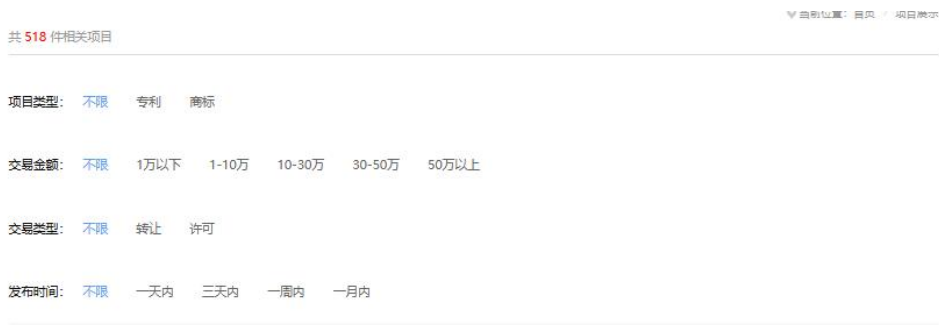 当前位置：首页 / 项目展示
共 518 件相关项目
项目类型： 不限 专利 商标
交易金额： 不限 1万以下 1-10万 10-30万 30-50万 50万以上
交易类型： 不限 转让 许可
发布时间： 不限 一天内 三天内 一周内 一月内